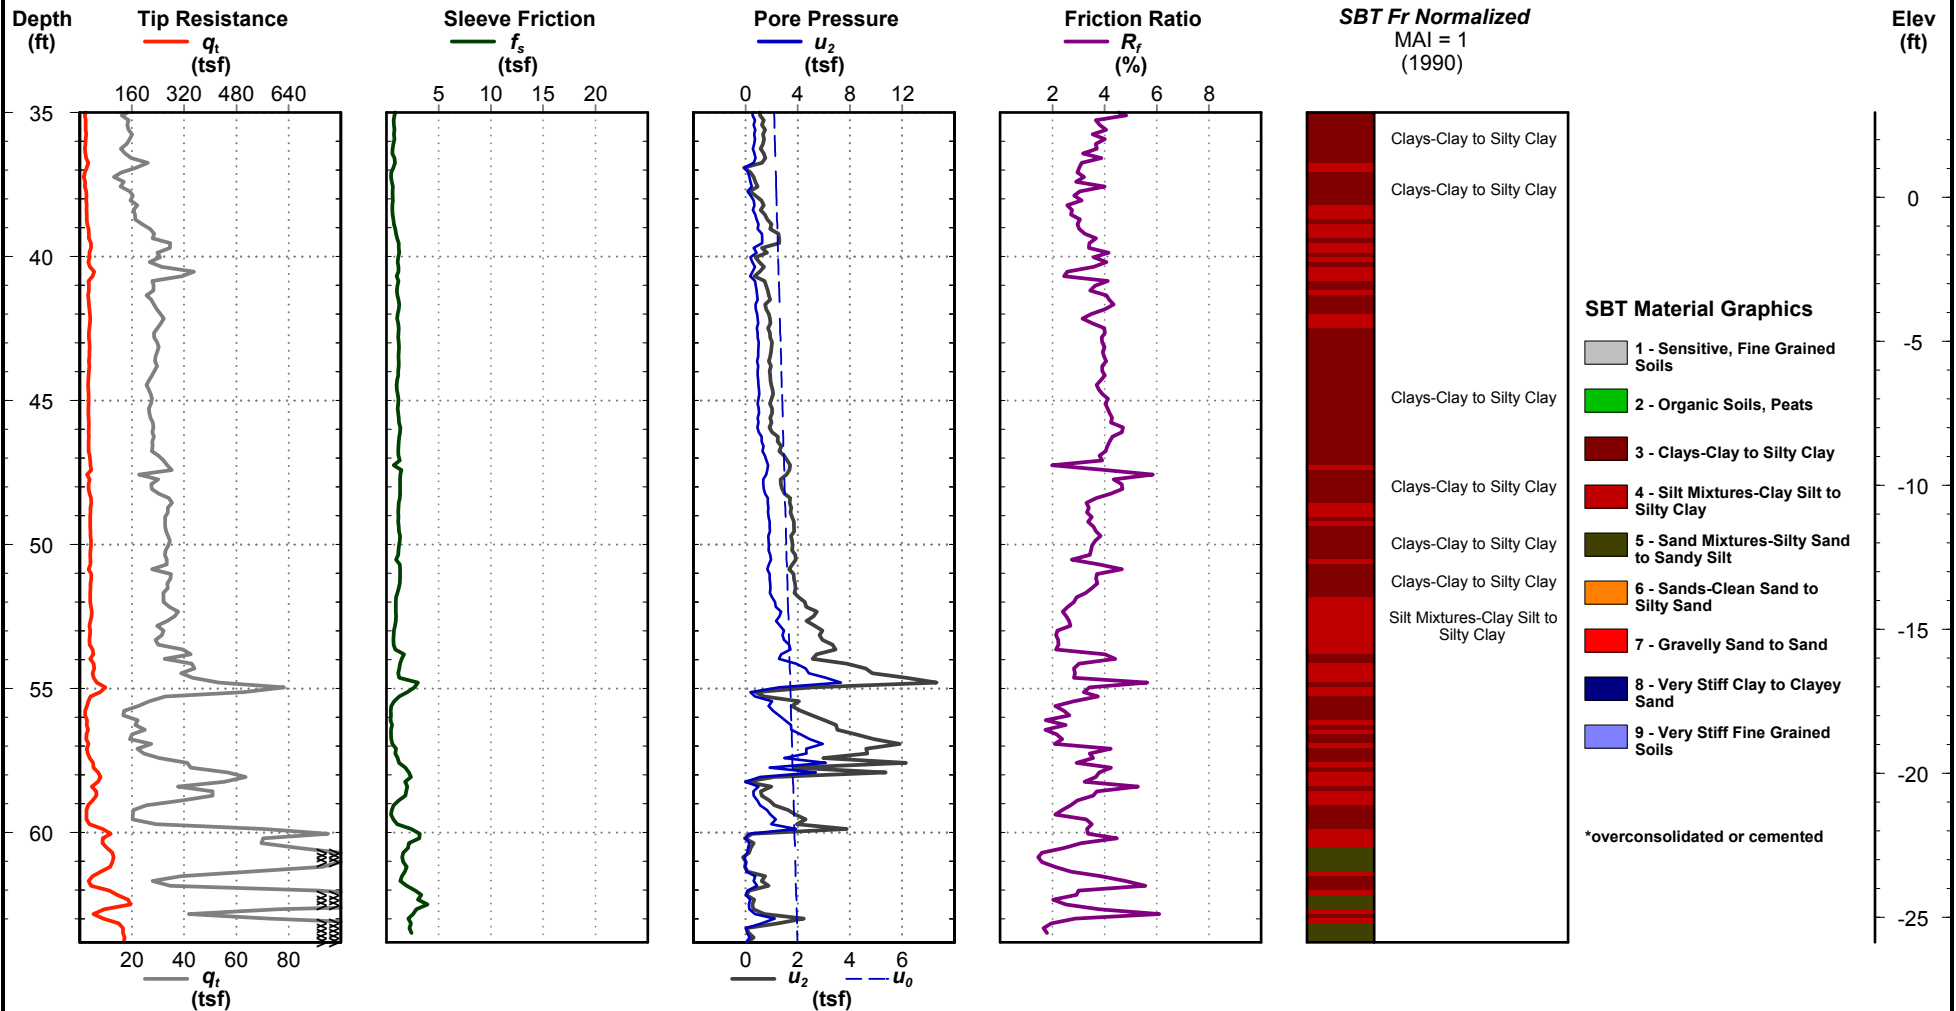 Depth
(ft)
Tip Resistance
qt
(tsf)
160 320 480 640
Sleeve Friction
fs
(tsf)
5 10 15 20
Pore Pressure
u2
(tsf)
0 4 8 12
Friction Ratio
Rf
(%)
2 4 6 8
SBT Fr Normalized
MAI = 1
(1990)
Elev
(ft)
35
40
45
50
55
60
Clays-Clay to Silty Clay
Clays-Clay to Silty Clay
Clays-Clay to Silty Clay
Clays-Clay to Silty Clay
Clays-Clay to Silty Clay
Clays-Clay to Silty Clay
Silt Mixtures-Clay Silt to
Silty Clay
SBT Material Graphics
1 - Sensitive, Fine Grained
Soils
2 - Organic Soils, Peats
3 - Clays-Clay to Silty Clay
4 - Silt Mixtures-Clay Silt to
Silty Clay
5 - Sand Mixtures-Silty Sand
to Sandy Silt
6 - Sands-Clean Sand to
Silty Sand
7 - Gravelly Sand to Sand
8 - Very Stiff Clay to Clayey
Sand
9 - Very Stiff Fine Grained
Soils
*overconsolidated or cemented
0
-5
-10
-15
-20
-25
20 40 60 80
qt
(tsf)
0 2 4 6
u2 u0
(tsf)